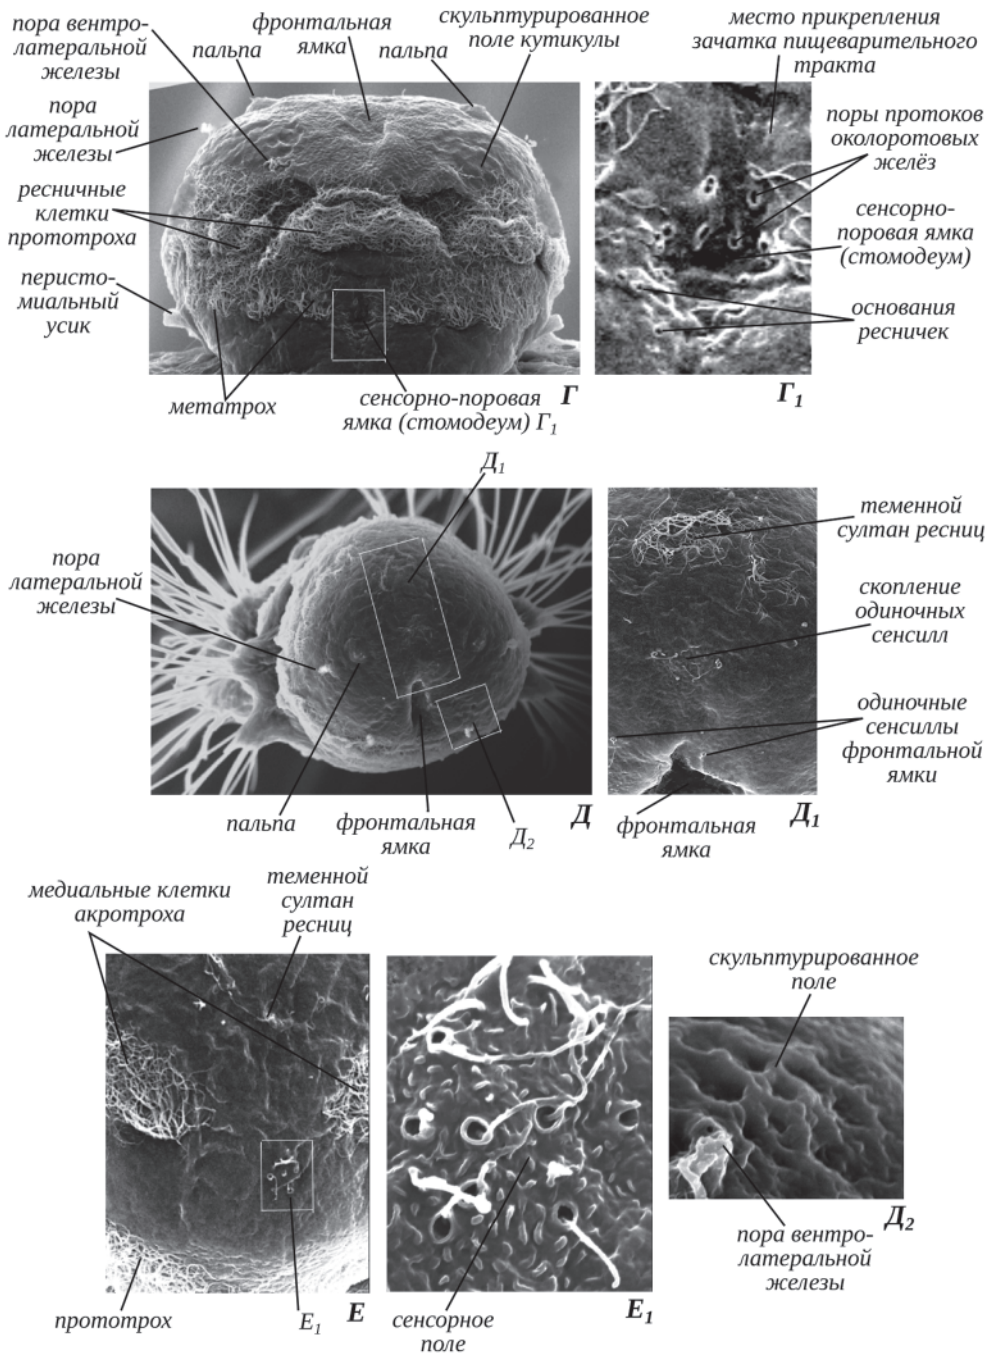 пора вентро-
латеральной
железы
пальпа
фронтальная
ямка
пальпа
скульптурированное
поле кутикулы
место прикрепления
зачатка пищеварительного
тракта
пора
латеральной
железы
ресничные
клетки
прототроха
перисто-
миальный
усик
метатрох
сенсорно-поровая
ямка (стомодеум) Г1
Г
поры протоков
околоротовых
желёз
сенсорно-
поровая ямка
(стомодеум)
основания
ресничек
Г1
Д1
пора
латеральной
железы
пальпа
фронтальная
ямка
Д2
Д
теменной
султан ресниц
скопление
одиночных
сенсилл
одиночные
сенсиллы
фронтальной
ямки
фронтальная
ямка
Д1
медиальные клетки
акротроха
теменной
султан
ресниц
прототрох
Е1
Е
сенсорное
поле
Е1
скульптурированное
поле
Д2
пора вентро-
латеральной
железы